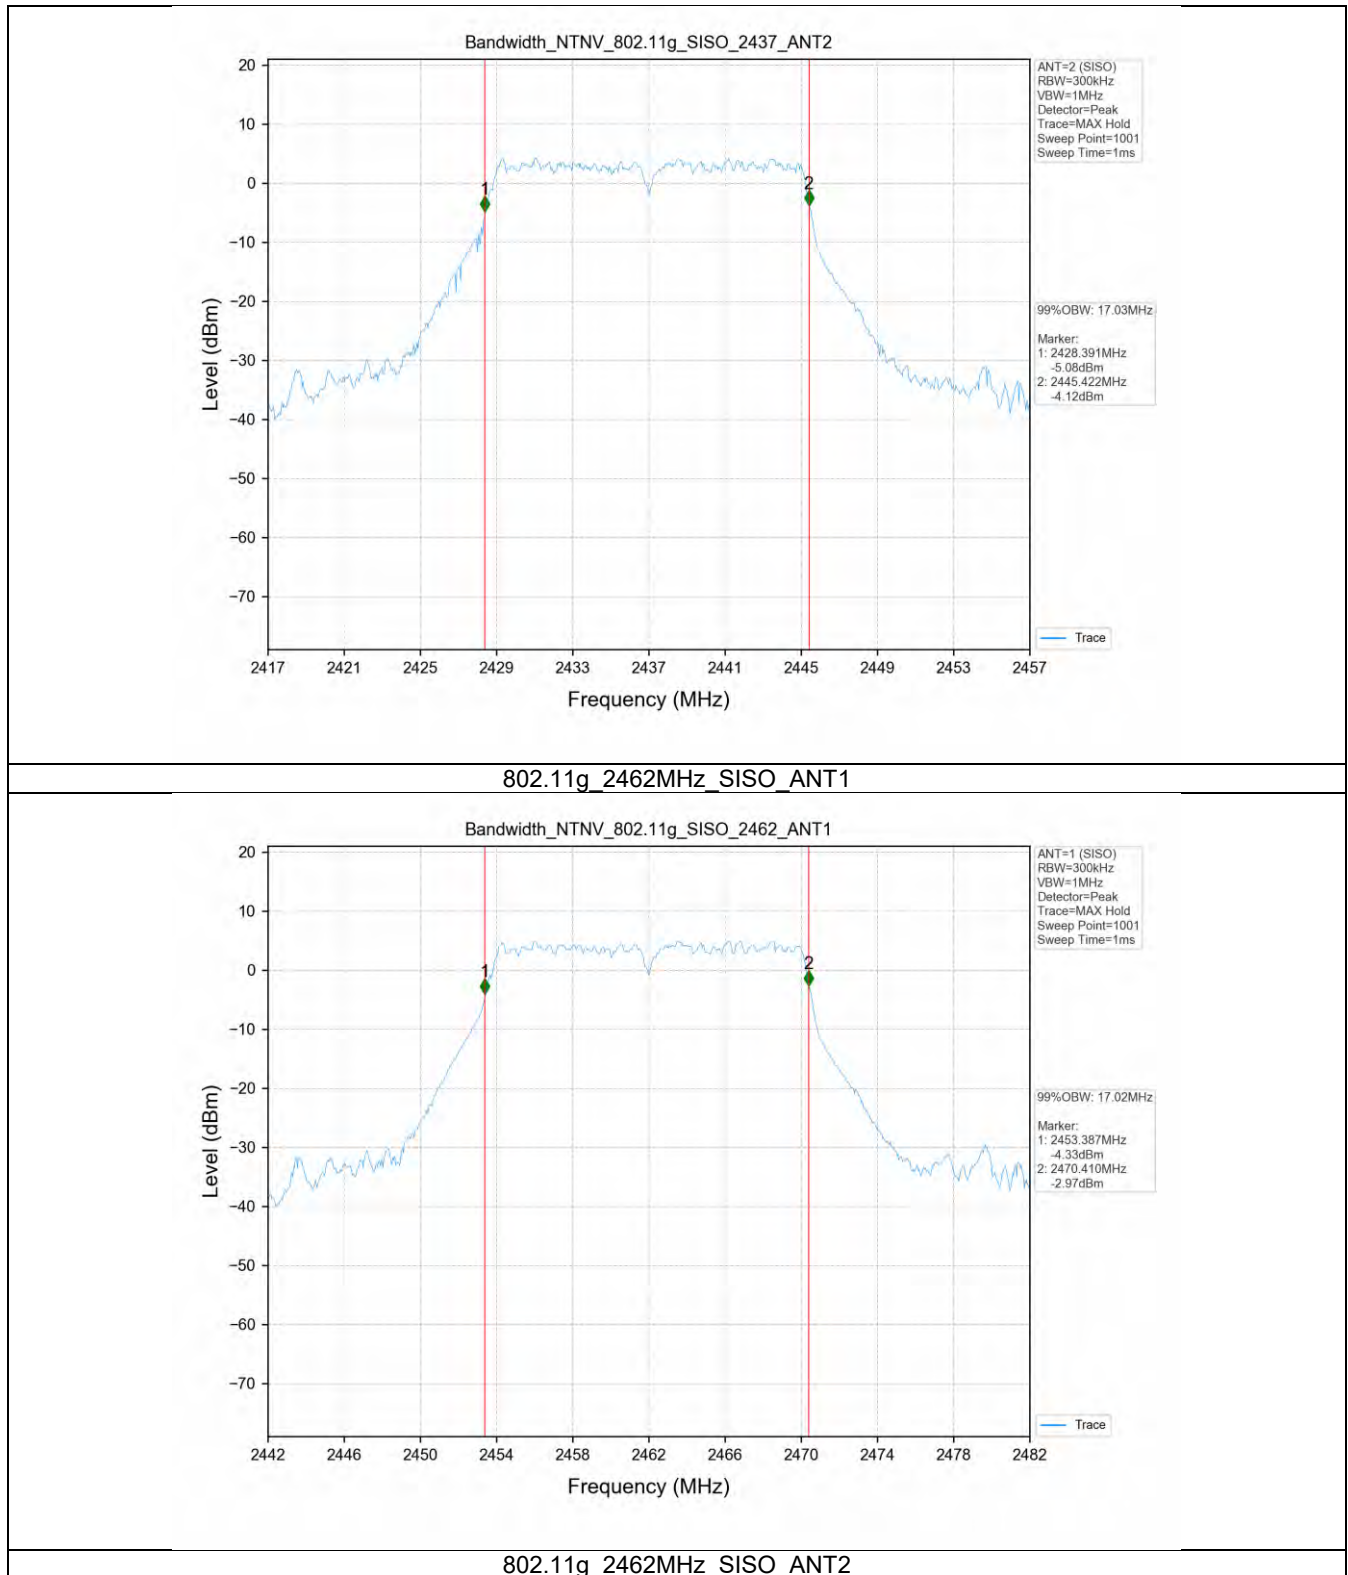 Bandwidth_NTNV_802.11g_SISO_2437_ANT2
ANT=2 (SISO)
RBW=300kHz
VBW=1MHz
Detector=Peak
Trace=MAX Hold
Sweep Point=1001
Sweep Time=1ms
20
10
0
−10
−20
−30
−40
−50
−60
−70
Level (dBm)
1
2
99%OBW: 17.03MHz
Marker:
1: 2428.391MHz
-5.08dBm
2: 2445.422MHz
-4.12dBm
Trace
2417 2421 2425 2429 2433 2437 2441 2445 2449 2453 2457
Frequency (MHz)
802.11g_2462MHz_SISO_ANT1
Bandwidth_NTNV_802.11g_SISO_2462_ANT1
ANT=1 (SISO)
RBW=300kHz
VBW=1MHz
Detector=Peak
Trace=MAX Hold
Sweep Point=1001
Sweep Time=1ms
20
10
0
−10
−20
−30
−40
−50
−60
−70
Level (dBm)
1
2
99%OBW: 17.02MHz
Marker:
1: 2453.387MHz
-4.33dBm
2: 2470.410MHz
-2.97dBm
Trace
2442 2446 2450 2454 2458 2462 2466 2470 2474 2478 2482
Frequency (MHz)
802.11g_2462MHz_SISO_ANT2